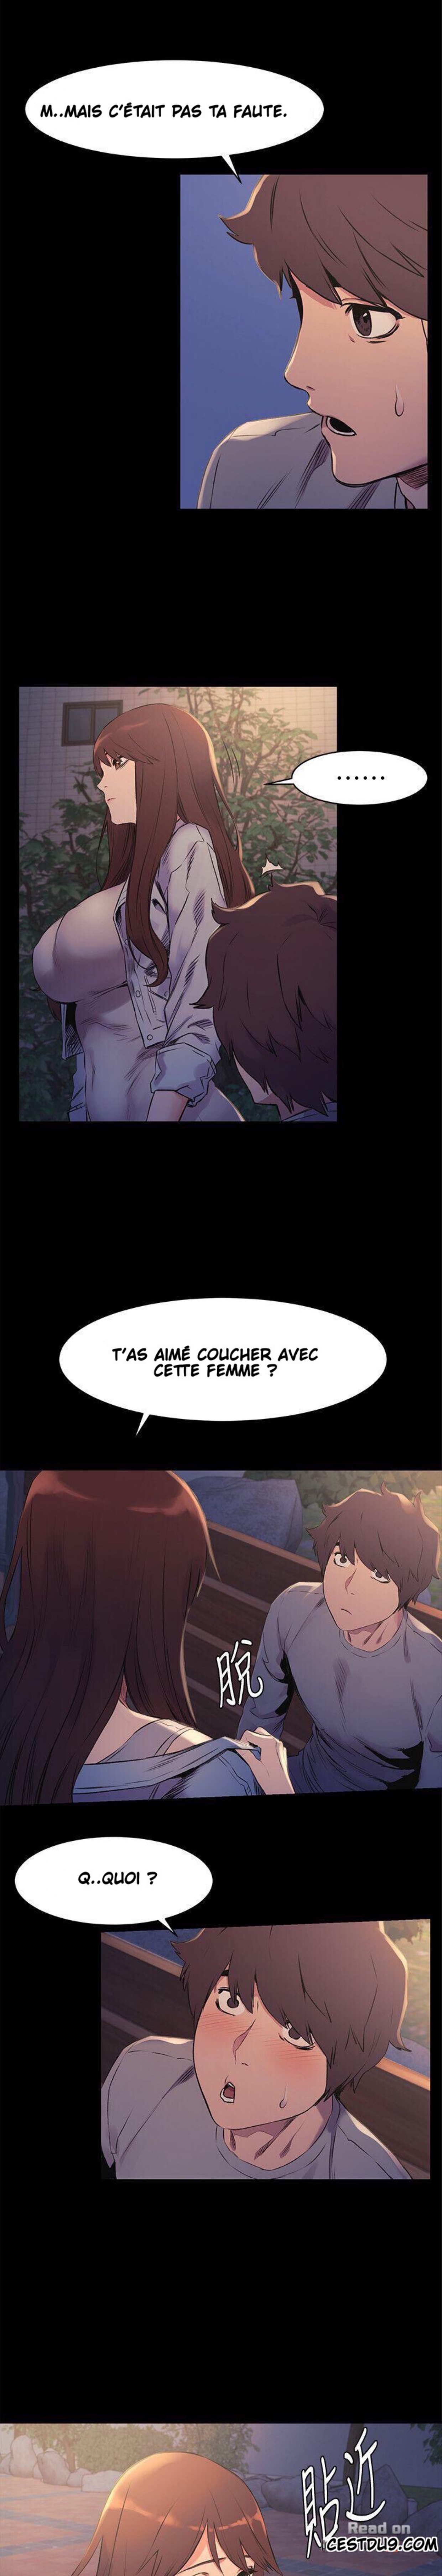 M..MAIS C'ÉTAIT PAS TA FAUTE.
......
T'AS AIMÉ COUCHER AVEC
CETTE FEMME ?
脫
Q..QUOI ?
貼近
Read on
CESTDU9.COM